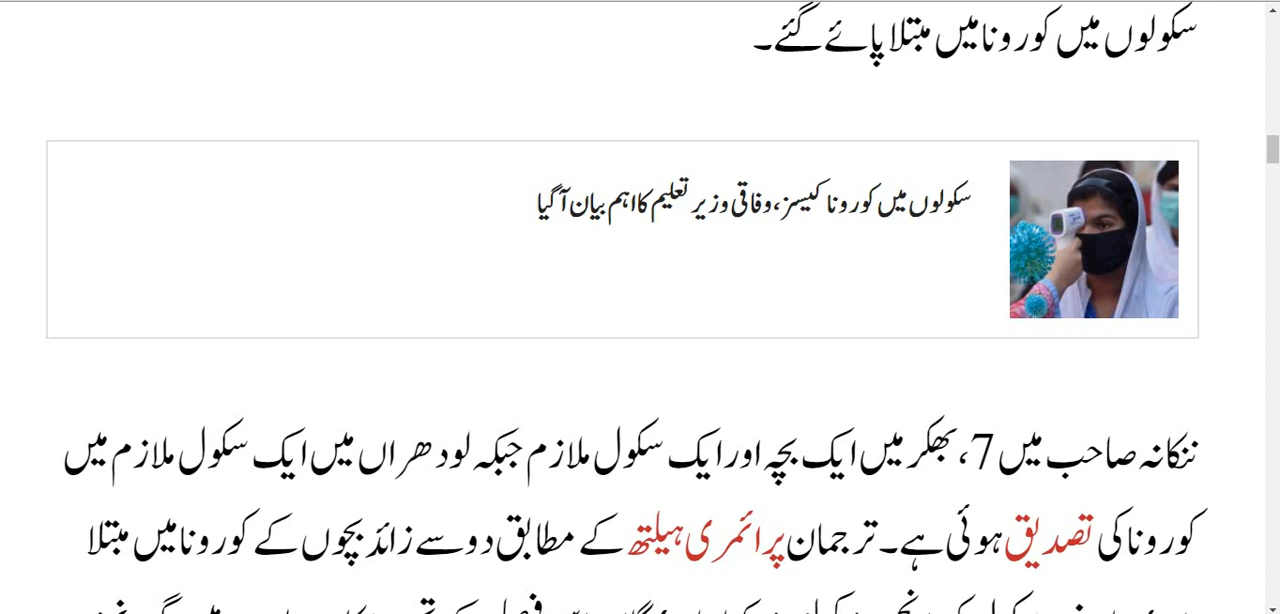 سکولوں میں کورونا میں مبتلا پائے گئے۔
سکولوں میں کورونا کیسز، وفاقی وزیر تعلیم کا اہم بیان آ گیا
ننکانہ صاحب میں 7، بھکر میں ایک بچہ اور ایک سکول ملازم جبکہ لودھراں میں ایک سکول ملازم میں
کورونا کی تصدیق ہوئی ہے۔ ترجمان پرائمری ہیلتھ کے مطابق دو سے زائد بچوں کے کورونا میں مبتلا